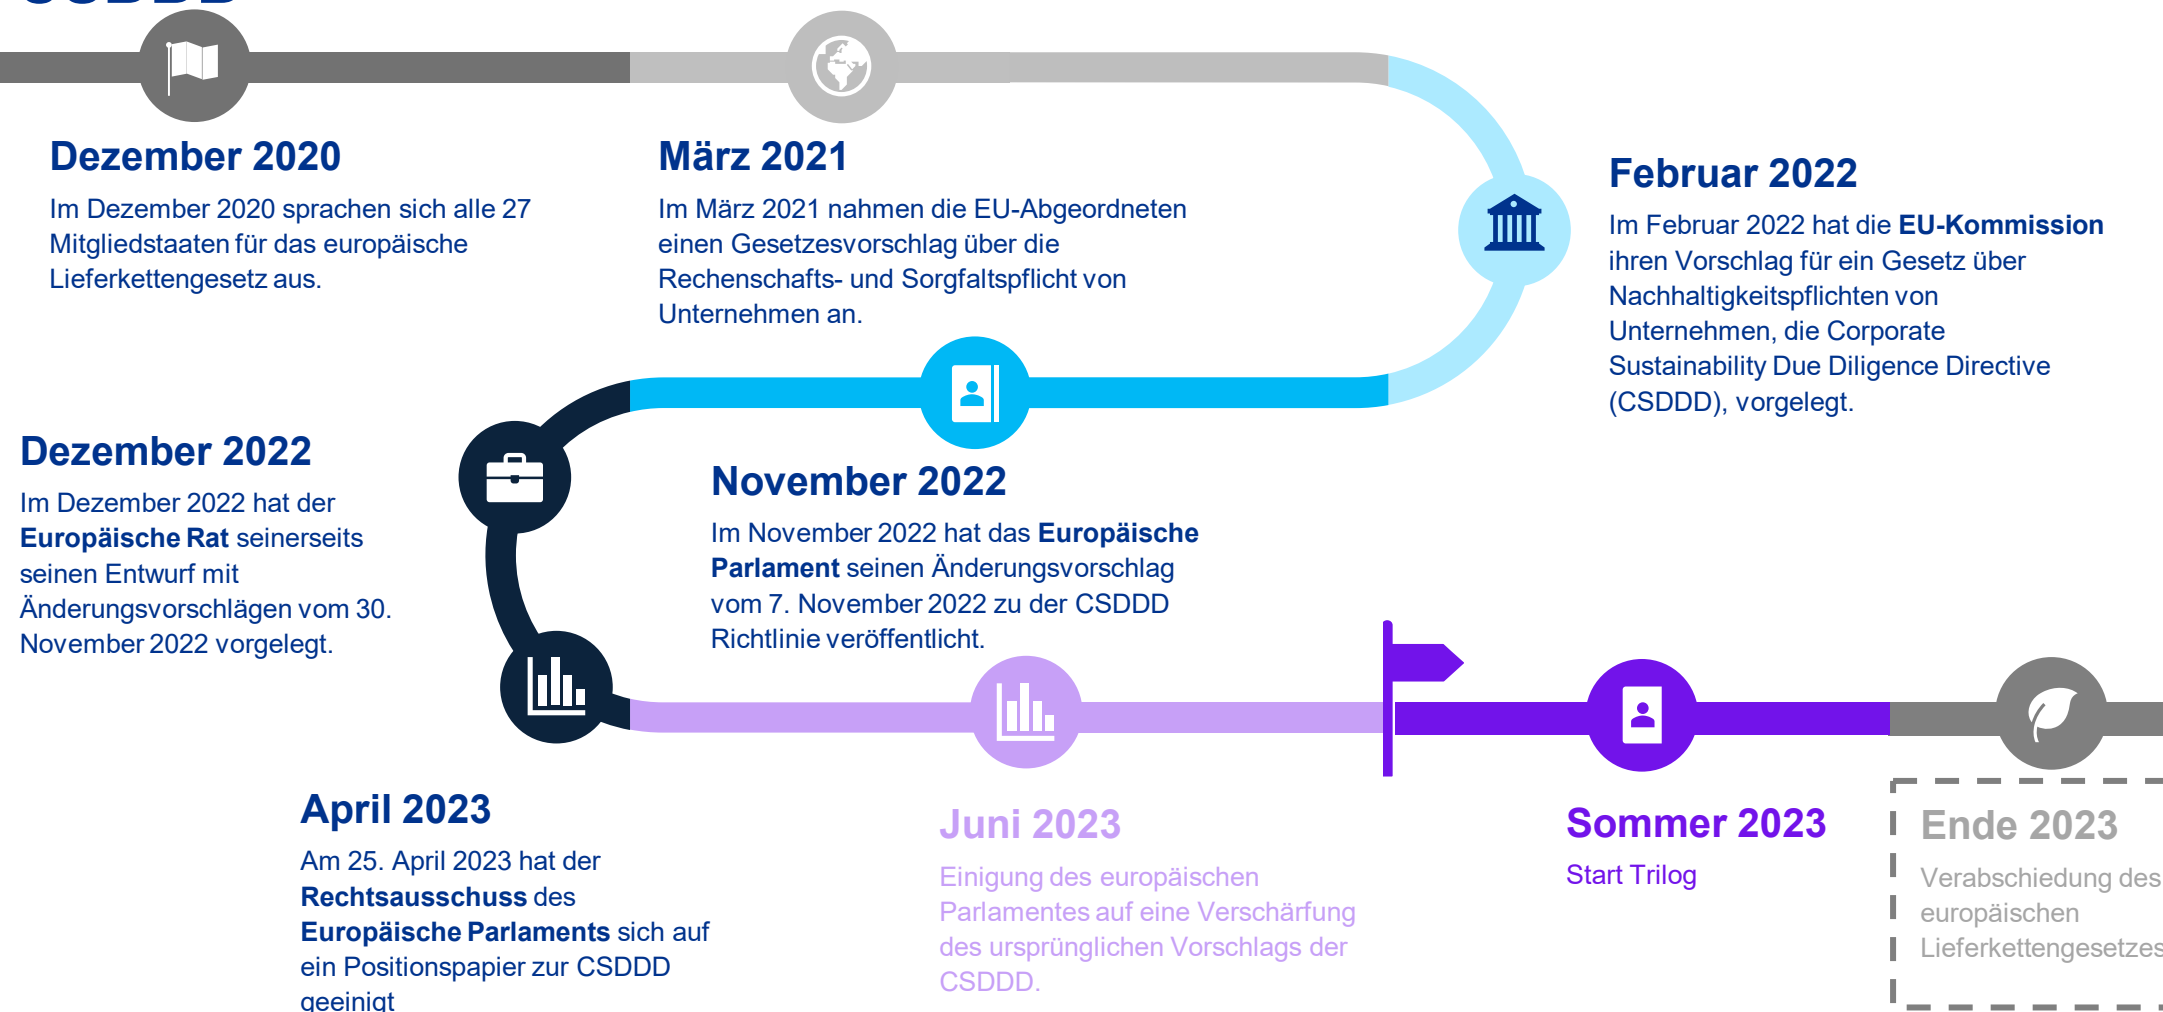 CSDDD
Dezember 2020
Im Dezember 2020 sprachen sich alle 27
Mitgliedstaaten für das europäische
Lieferkettengesetz aus.
März 2021
Im März 2021 nahmen die EU-Abgeordneten
einen Gesetzesvorschlag über die
Rechenschafts- und Sorgfaltspflicht von
Unternehmen an.
Februar 2022
Im Februar 2022 hat die EU-Kommission
ihren Vorschlag für ein Gesetz über
Nachhaltigkeitspflichten von
Unternehmen, die Corporate
Sustainability Due Diligence Directive
(CSDDD), vorgelegt.
November 2022
Im November 2022 hat das Europäische
Parlament seinen Änderungsvorschlag
vom 7. November 2022 zu der CSDDD
Richtlinie veröffentlicht.
Dezember 2022
Im Dezember 2022 hat der
Europäische Rat seinerseits
seinen Entwurf mit
Änderungsvorschlägen vom 30.
November 2022 vorgelegt.
April 2023
Am 25. April 2023 hat der
Rechtsausschuss des
Europäische Parlaments sich auf
ein Positionspapier zur CSDDD
geeinigt
Juni 2023
Einigung des europäischen
Parlamentes auf eine Verschärfung
des ursprünglichen Vorschlags der
CSDDD.
Sommer 2023
Start Trilog
Ende 2023
Verabschiedung des
europäischen
Lieferkettengesetzes